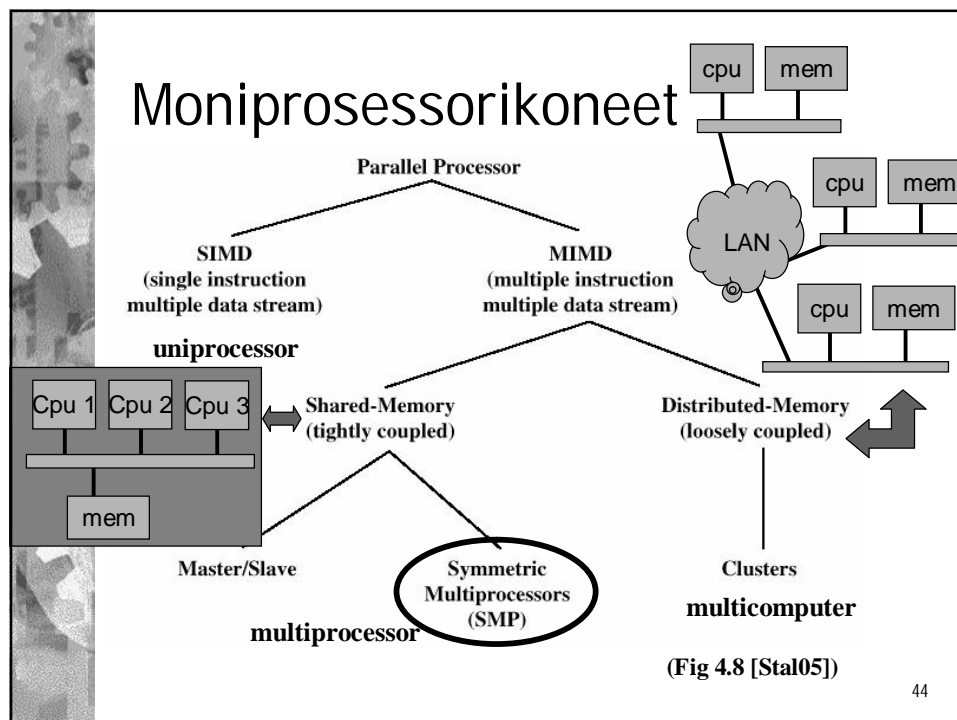 Moniprosessorikoneet
cpu mem
Parallel Processor
cpu mem
LAN
SIMD
(single instruction
multiple data stream)
MIMD
(multiple instruction
multiple data stream)
cpu mem
uniprocessor
Cpu 1 Cpu 2 Cpu 3
mem
Shared-Memory
(tightly coupled)
Distributed-Memory
(loosely coupled)
Master/Slave
Symmetric
Multiprocessors
(SMP)
Clusters
multiprocessor
multicomputer
(Fig 4.8 [Stal05])
44